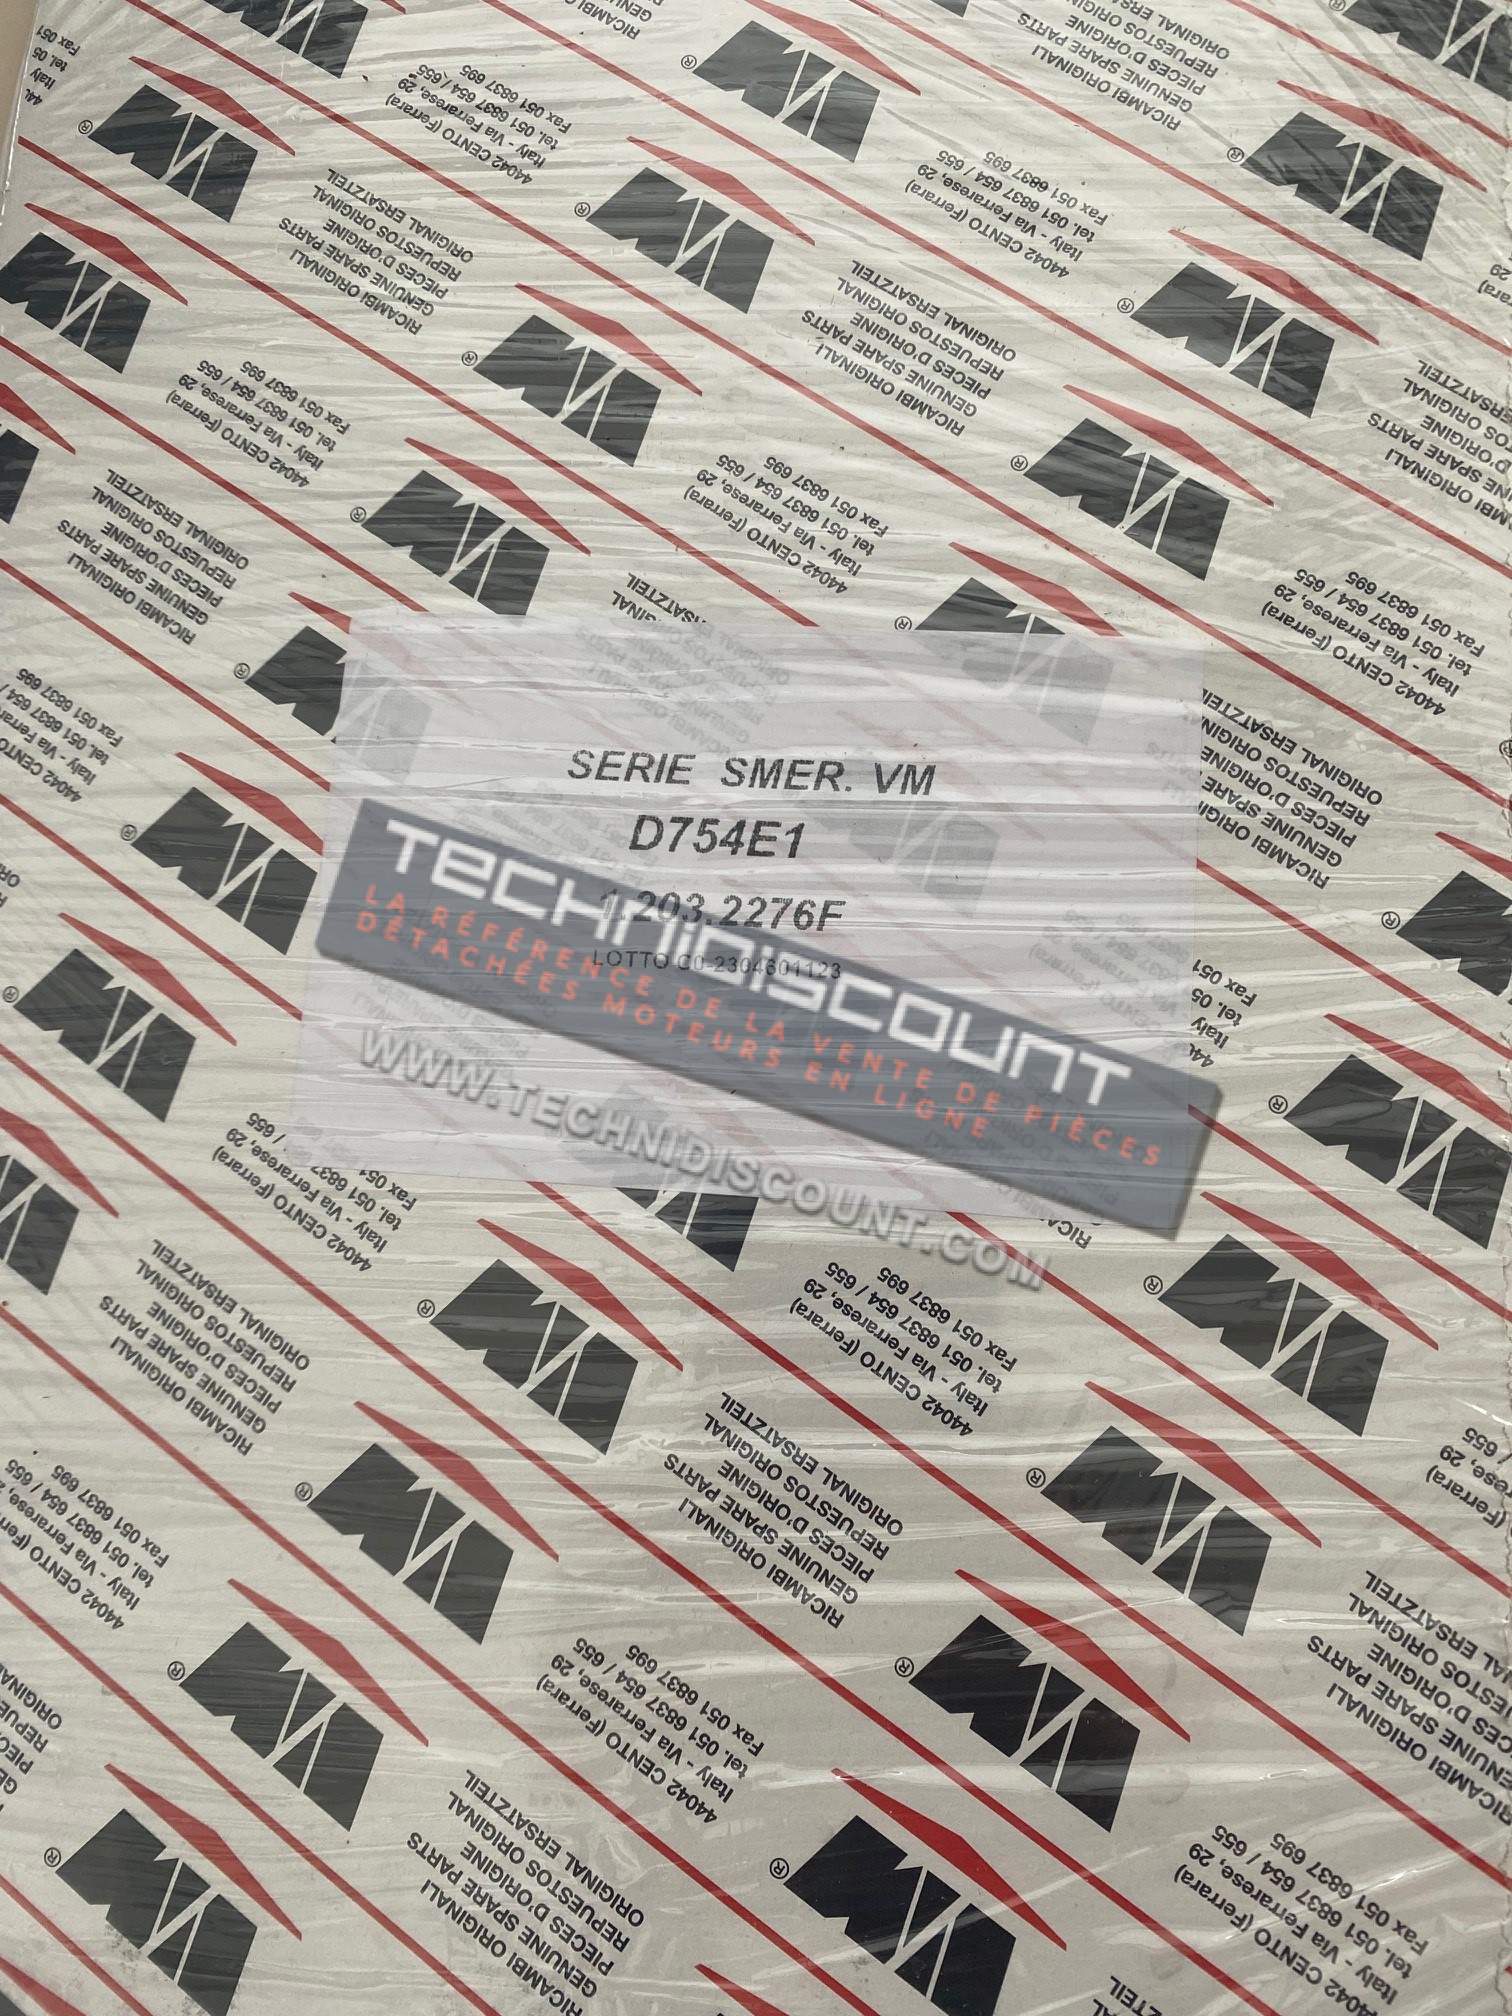 SERIE SMER. VM
D754E1
1.203.2276F
LOTTO C0-2304601123
TECHNIDISCOUNT
LA RÉFÉRENCE DE LA VENTE DE PIÈCES
DÉTACHÉES MOTEURS EN LIGNE
WWW.TECHNIDISCOUNT.COM
VM
®
RICAMBI ORIGINALI
GENUINE SPARE PARTS
PIECES D'ORIGINE
REPUESTOS ORIGINAL
ORIGINAL ERSATZTEIL
44042 CENTO (Ferrara)
Italy - Via Ferrarese, 29
tel. 051 6837 654 / 655
Fax 051 6837 695